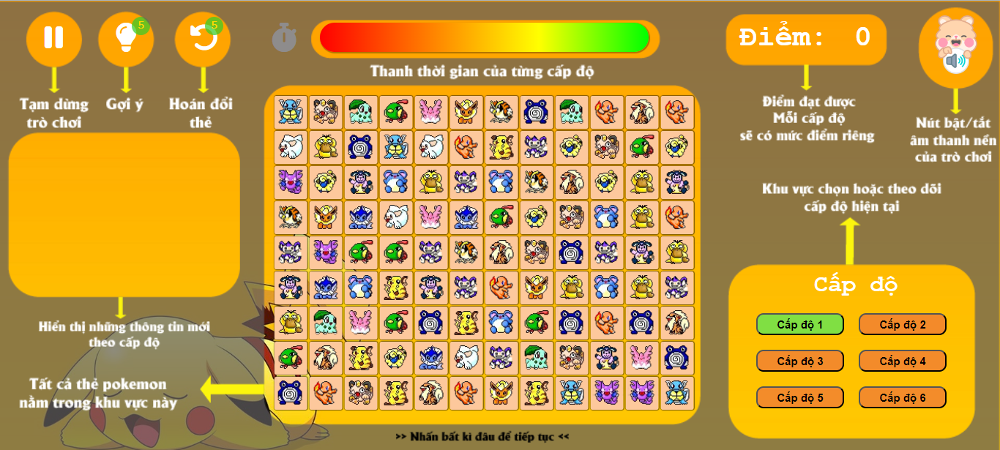 5
5
Điểm: 0
Thanh thời gian của từng cấp độ
Tạm dừng
trò chơi
Gợi ý
Hoán đổi
thẻ
Điểm đạt được
Mỗi cấp độ
sẽ có mức điểm riêng
Nút bật/tắt
âm thanh nền
của trò chơi
Khu vực chọn hoặc theo dõi
cấp độ hiện tại
Cấp độ
Cấp độ 1
Cấp độ 2
Cấp độ 3
Cấp độ 4
Cấp độ 5
Cấp độ 6
Hiển thị những thông tin mới
theo cấp độ
Tất cả thẻ pokemon
nằm trong khu vực này
>> Nhấn bất kì đâu để tiếp tục <<